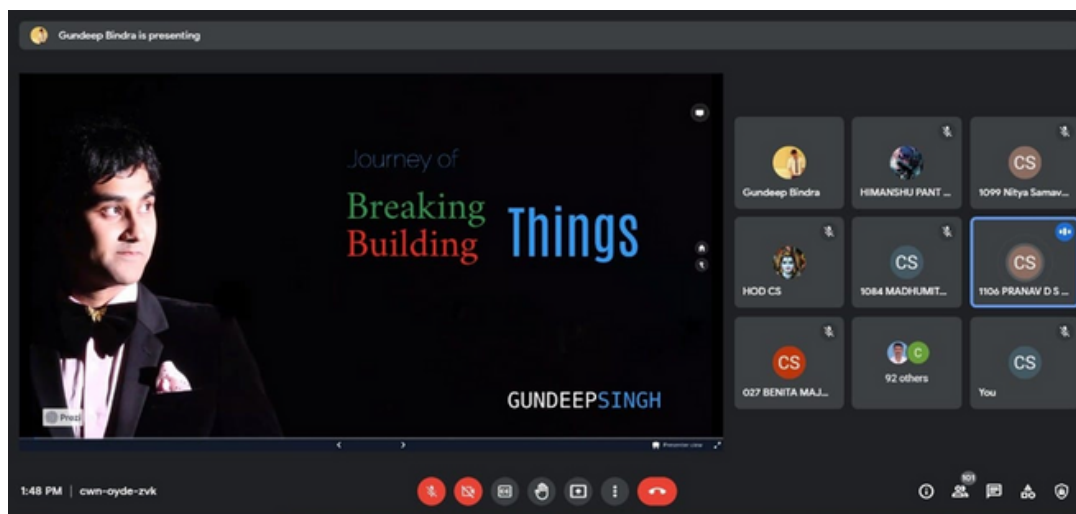 Gundeep Bindra is presenting
Journey of
Breaking
Building
Things
GUNDEEPSINGH
Prezi
Presenter view
Gundeep Bindra
HIMANSHU PANT ...
CS
1099 Nitya Samav...
HOD CS
CS
1084 MADHUMIT...
CS
1106 PRANAV D S ...
CS
027 BENITA MAJ...
C
92 others
CS
You
1:48 PM | cwn-oyde-zvk
101